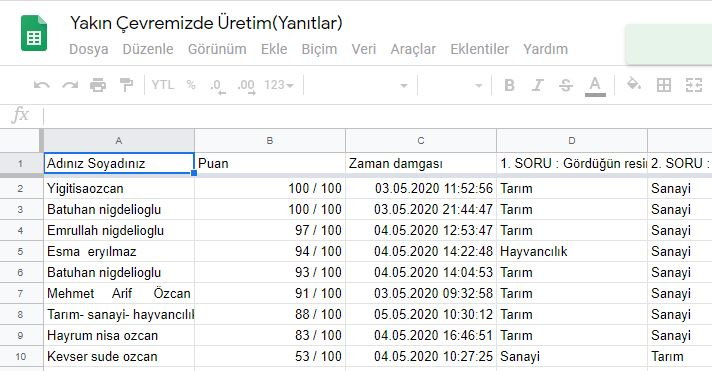 Yakın Çevremizde Üretim(Yanıtlar)
Dosya Düzenle Görünüm Ekle Biçim Veri Araçlar Eklentiler Yardım
YTL % .0 .00 123 B I S A
fx
A B C D
1 Adınız Soyadınız Puan Zaman damgası 1. SORU : Gördüğün resi 2. SORU :
2 Yigitisaozcan 100 / 100 03.05.2020 11:52:56 Tarım Sanayi
3 Batuhan nigdelioglu 100 / 100 03.05.2020 21:44:47 Tarım Sanayi
4 Emrullah nigdelioglu 97 / 100 04.05.2020 12:53:47 Tarım Sanayi
5 Esma eryılmaz 94 / 100 04.05.2020 14:22:48 Hayvancılık Sanayi
6 Batuhan nigdelioglu 93 / 100 04.05.2020 14:04:53 Tarım Sanayi
7 Mehmet Arif Özcan 91 / 100 03.05.2020 09:32:58 Tarım Sanayi
8 Tarım- sanayi- hayvancılık 88 / 100 05.05.2020 10:30:12 Tarım Sanayi
9 Hayrum nisa ozcan 83 / 100 04.05.2020 16:46:51 Tarım Sanayi
10 Kevser sude ozcan 53 / 100 04.05.2020 10:27:25 Sanayi Tarım